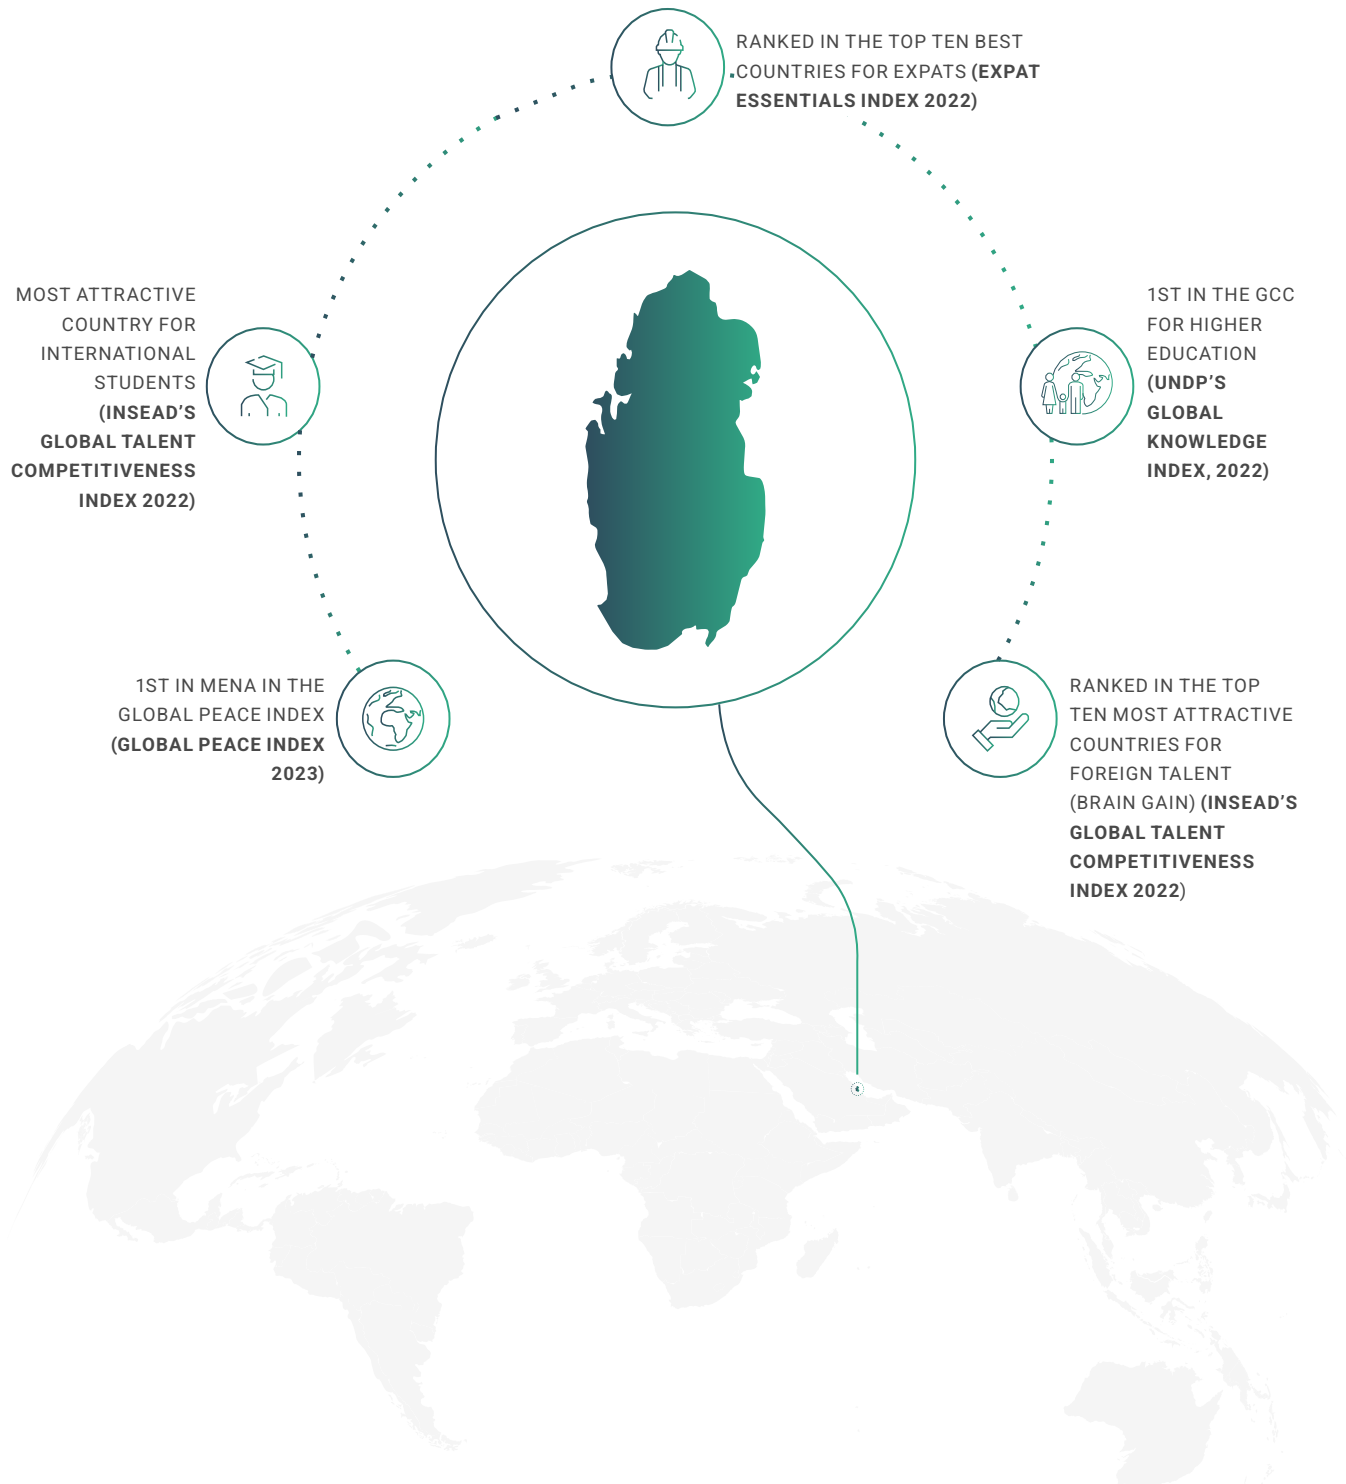 RANKED IN THE TOP TEN BEST
COUNTRIES FOR EXPATS (EXPAT
ESSENTIALS INDEX 2022)
MOST ATTRACTIVE
COUNTRY FOR
INTERNATIONAL
STUDENTS
(INSEAD’S
GLOBAL TALENT
COMPETITIVENESS
INDEX 2022)
1ST IN THE GCC
FOR HIGHER
EDUCATION
(UNDP’S
GLOBAL
KNOWLEDGE
INDEX, 2022)
1ST IN MENA IN THE
GLOBAL PEACE INDEX
(GLOBAL PEACE INDEX
2023)
RANKED IN THE TOP
TEN MOST ATTRACTIVE
COUNTRIES FOR
FOREIGN TALENT
(BRAIN GAIN) (INSEAD’S
GLOBAL TALENT
COMPETITIVENESS
INDEX 2022)